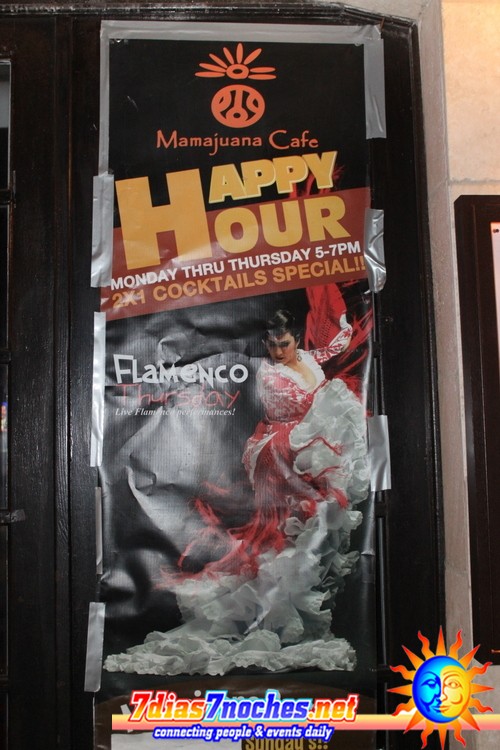 Mamajuana Cafe
HAPPY
HOUR
MONDAY THRU THURSDAY 5-7PM
2X1 COCKTAILS SPECIAL!!
Flamenco
Thursday
Live Flamenco performances!
7dias7noches.net
connecting people & events daily
Sunday's!!